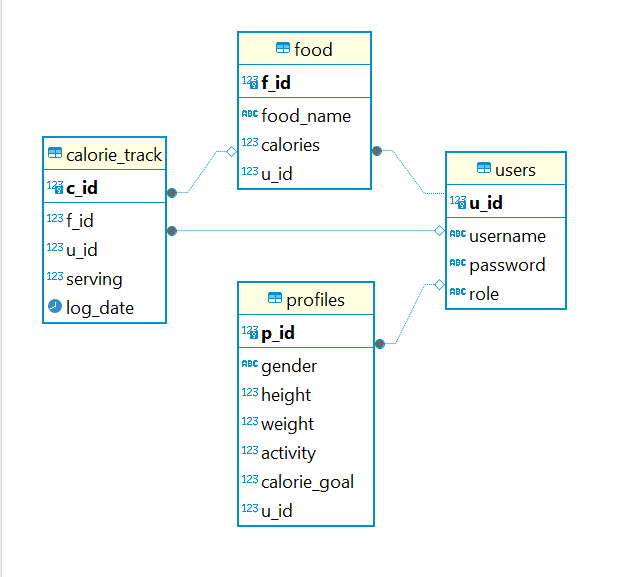 food
f_id
food_name
calories
u_id
calorie_track
c_id
f_id
u_id
serving
log_date
users
u_id
username
password
role
profiles
p_id
gender
height
weight
activity
calorie_goal
u_id